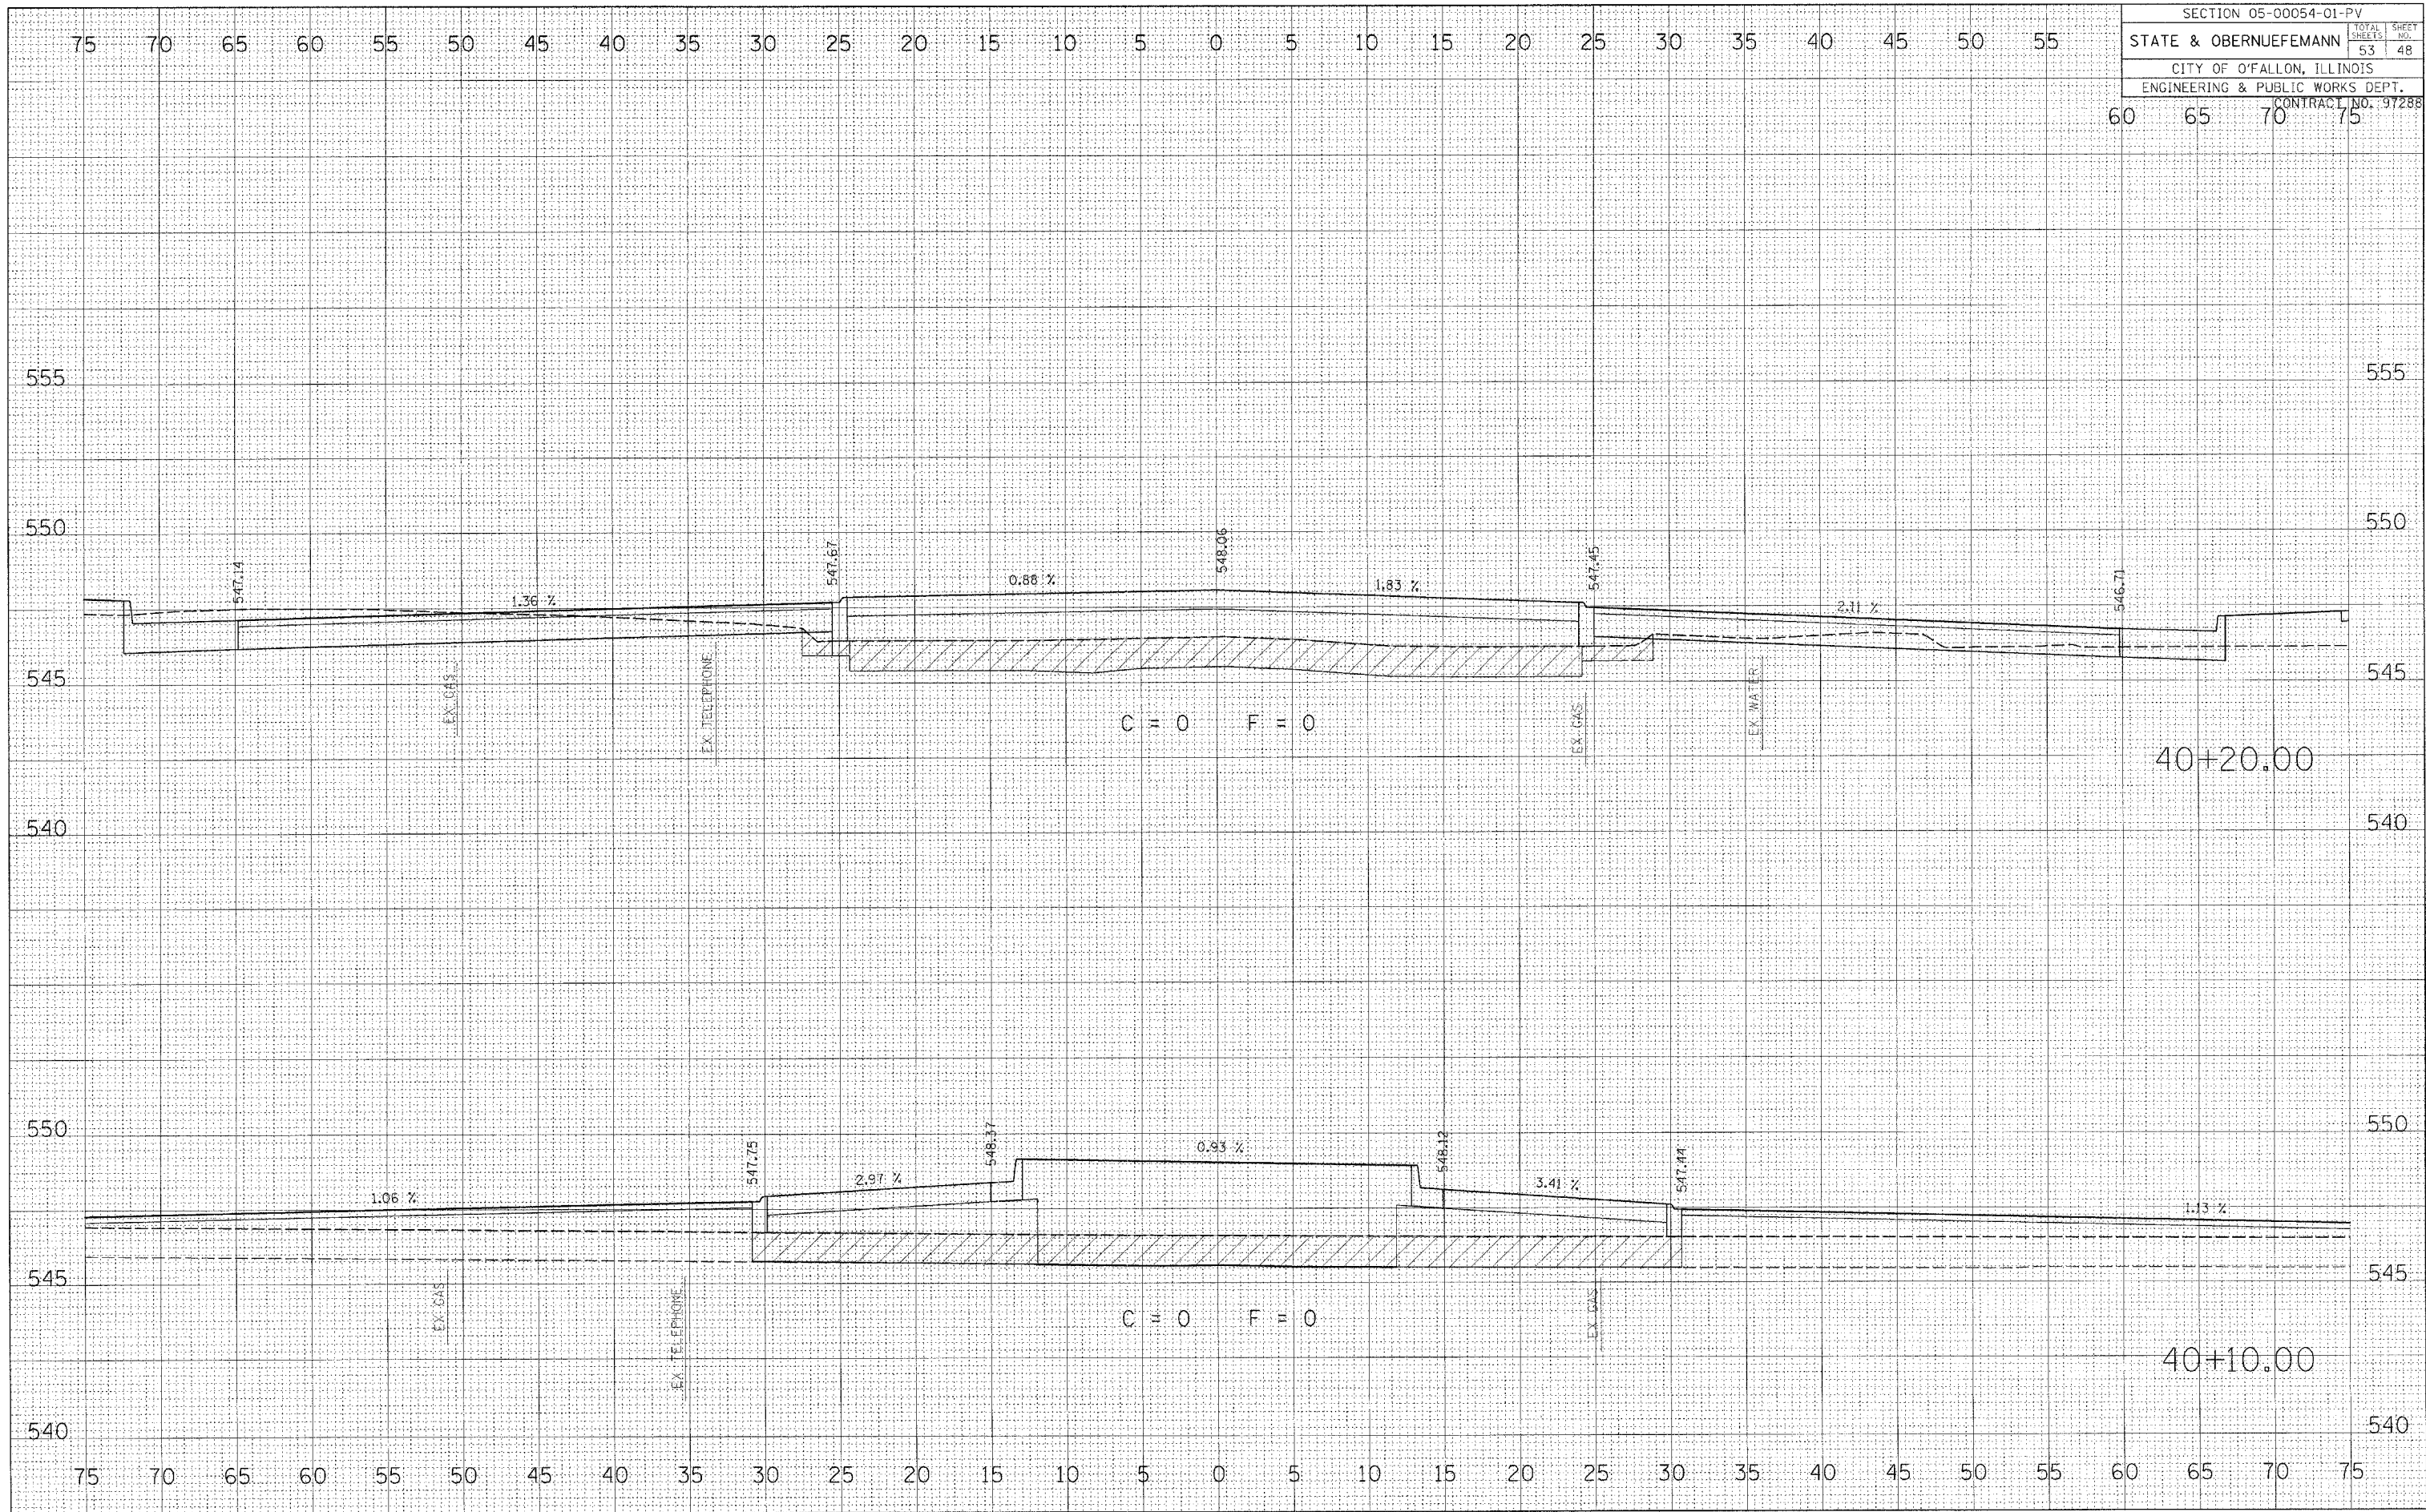 SECTION 05-00054-01-PV
STATE & OBERNUEFEMANN
TOTAL SHEETS
SHEET NO.
53 48
CITY OF O'FALLON, ILLINOIS
ENGINEERING & PUBLIC WORKS DEPT.
CONTRACT NO. 97288
75 70 65 60 55 50 45 40 35 30 25 20 15 10 5 0 5 10 15 20 25 30 35 40 45 50 55
60 65 70 75
555 555
550 550
547.14 547.67 548.06 547.45 546.71
1.36 % 0.88 % 1.83 % 2.11 %
545 545
EX GAS EX TELEPHONE EX GAS EX WATER
C = 0 F = 0
40+20.00
540 540
550 550
547.75 548.37 548.12 547.44
1.06 % 2.97 % 0.93 % 3.41 % 1.13 %
545 545
EX GAS EX TELEPHONE EX GAS
C = 0 F = 0
40+10.00
540 540
75 70 65 60 55 50 45 40 35 30 25 20 15 10 5 0 5 10 15 20 25 30 35 40 45 50 55 60 65 70 75